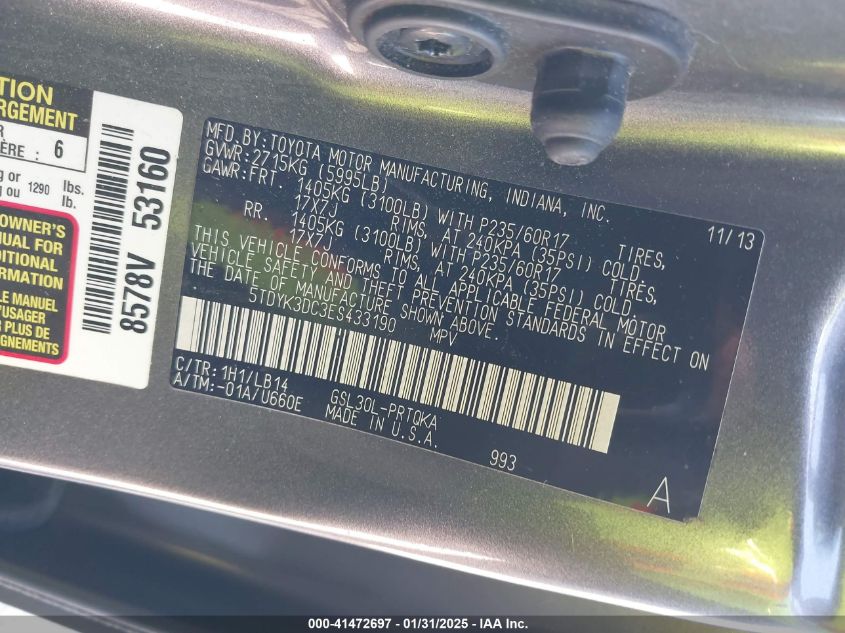 TION
RGEMENT
R
ÈRE : 6
g or
g ou 1290 lbs.
lb.
OWNER'S
NUAL FOR
DITIONAL
ORMATION
LE MANUEL
'USAGER
PLUS DE
GNEMENTS
8578V 53160
MFD.BY:TOYOTA MOTOR MANUFACTURING, INDIANA, INC.
GVWR:2715KG (5995LB) 11/13
GAWR:FRT. 1405KG (3100LB) WITH P235/60R17 TIRES,
17X7J RIMS, AT 240KPA (35PSI) COLD.
RR. 1405KG (3100LB) WITH P235/60R17 TIRES,
17X7J RIMS, AT 240KPA (35PSI) COLD.
THIS VEHICLE CONFORMS TO ALL APPLICABLE FEDERAL MOTOR
VEHICLE SAFETY AND THEFT PREVENTION STANDARDS IN EFFECT ON
THE DATE OF MANUFACTURE SHOWN ABOVE.
5TDYK3DC3ES433190 MPV
C/TR:1H1/LB14
A/TM:-01A/U660E GSL30L-PRTQKA
MADE IN U.S.A.
993
A
000-41472697 - 01/31/2025 - IAA Inc.